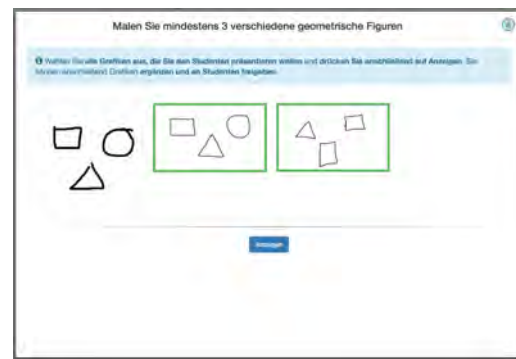 Malen Sie mindestens 3 verschiedene geometrische Figuren
Wählen Sie alle Grafiken aus, die Sie den Studenten präsentieren wollen und drücken Sie anschließend auf Anzeigen. Sie
können anschließend Grafiken ergänzen und an Studenten freigeben.
Anzeigen